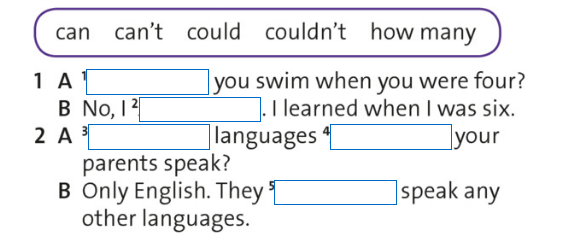 can can't could couldn't how many
1 A 1 you swim when you were four?
B No, I 2 . I learned when I was six.
2 A 3 languages 4 your
parents speak?
B Only English. They 5 speak any
other languages.